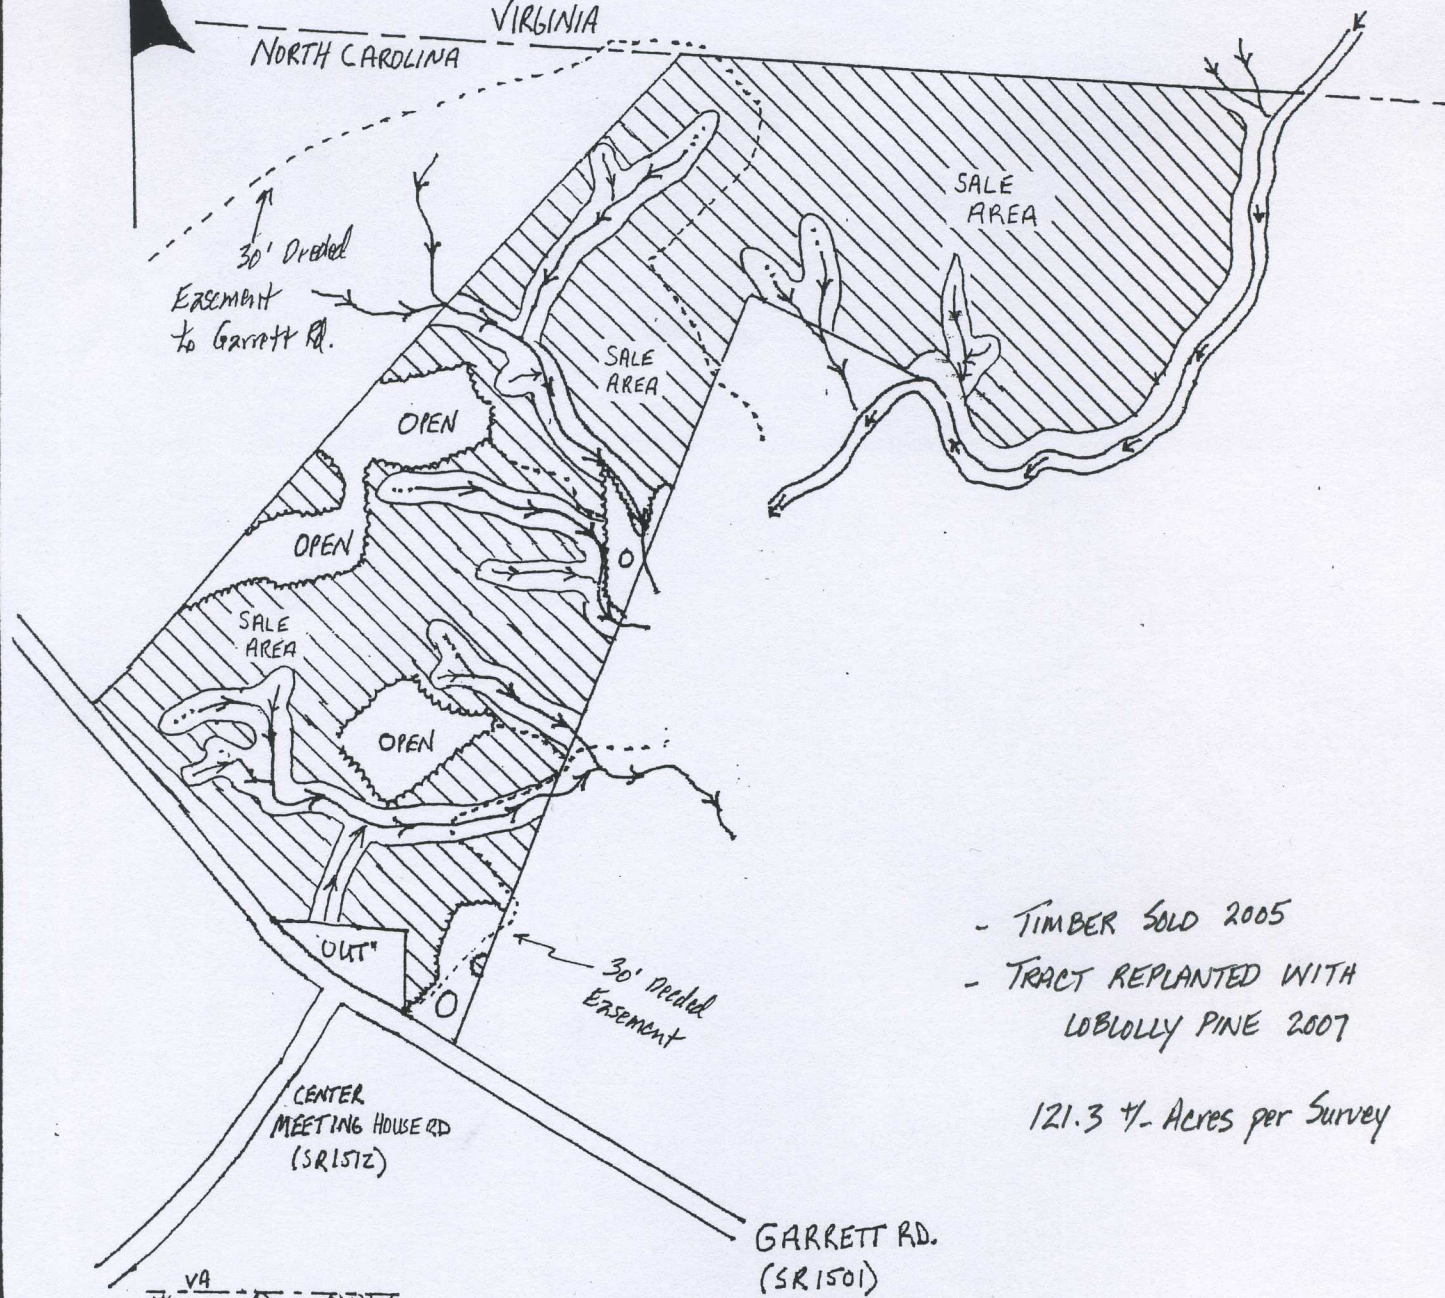 VIRGINIA
NORTH CAROLINA
30' Deeded
Easement
to Garrett Rd.
SALE
AREA
SALE
AREA
OPEN
OPEN
O
SALE
AREA
OPEN
"OUT"
O
30' Deeded
Easement
- TIMBER SOLD 2005
- TRACT REPLANTED WITH
LOBLOLLY PINE 2007
121.3 +/- Acres per Survey
CENTER
MEETING HOUSE RD
(SR1512)
GARRETT RD.
(SR1501)
VA